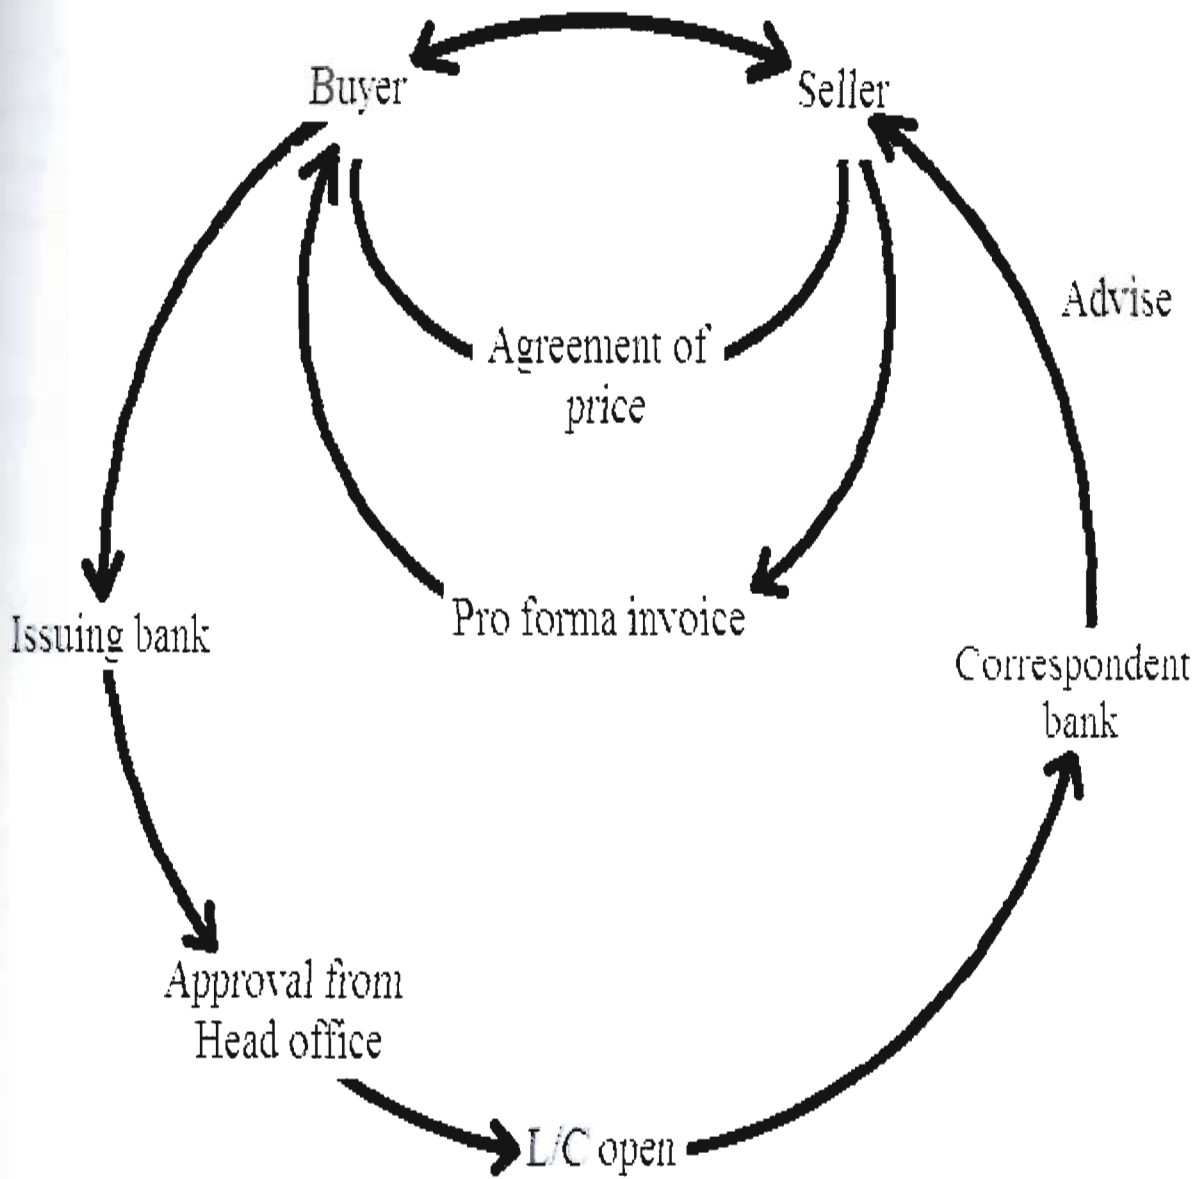 Buyer
Seller
Advise
Agreement of
price
Issuing bank
Pro forma invoice
Correspondent
bank
Approval from
Head office
L/C open